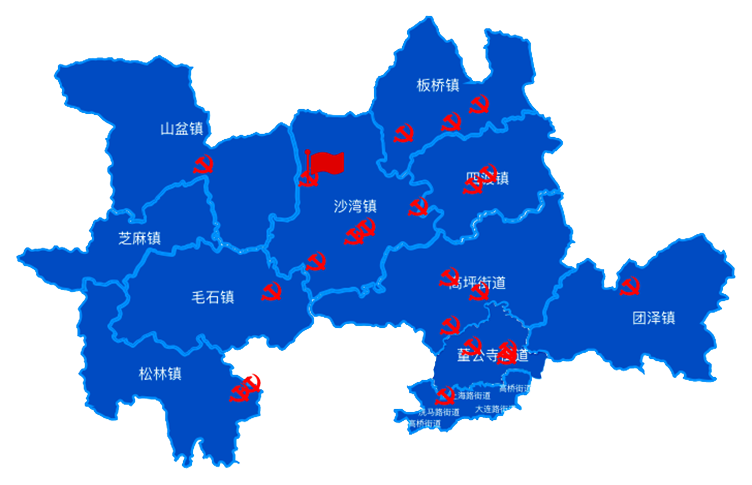 板桥镇
山盆镇
四渡镇
沙湾镇
芝麻镇
高坪街道
毛石镇
团泽镇
董公寺街道
松林镇
高桥街道
上海路街道
大连路街道
洗马路街道
高桥街道